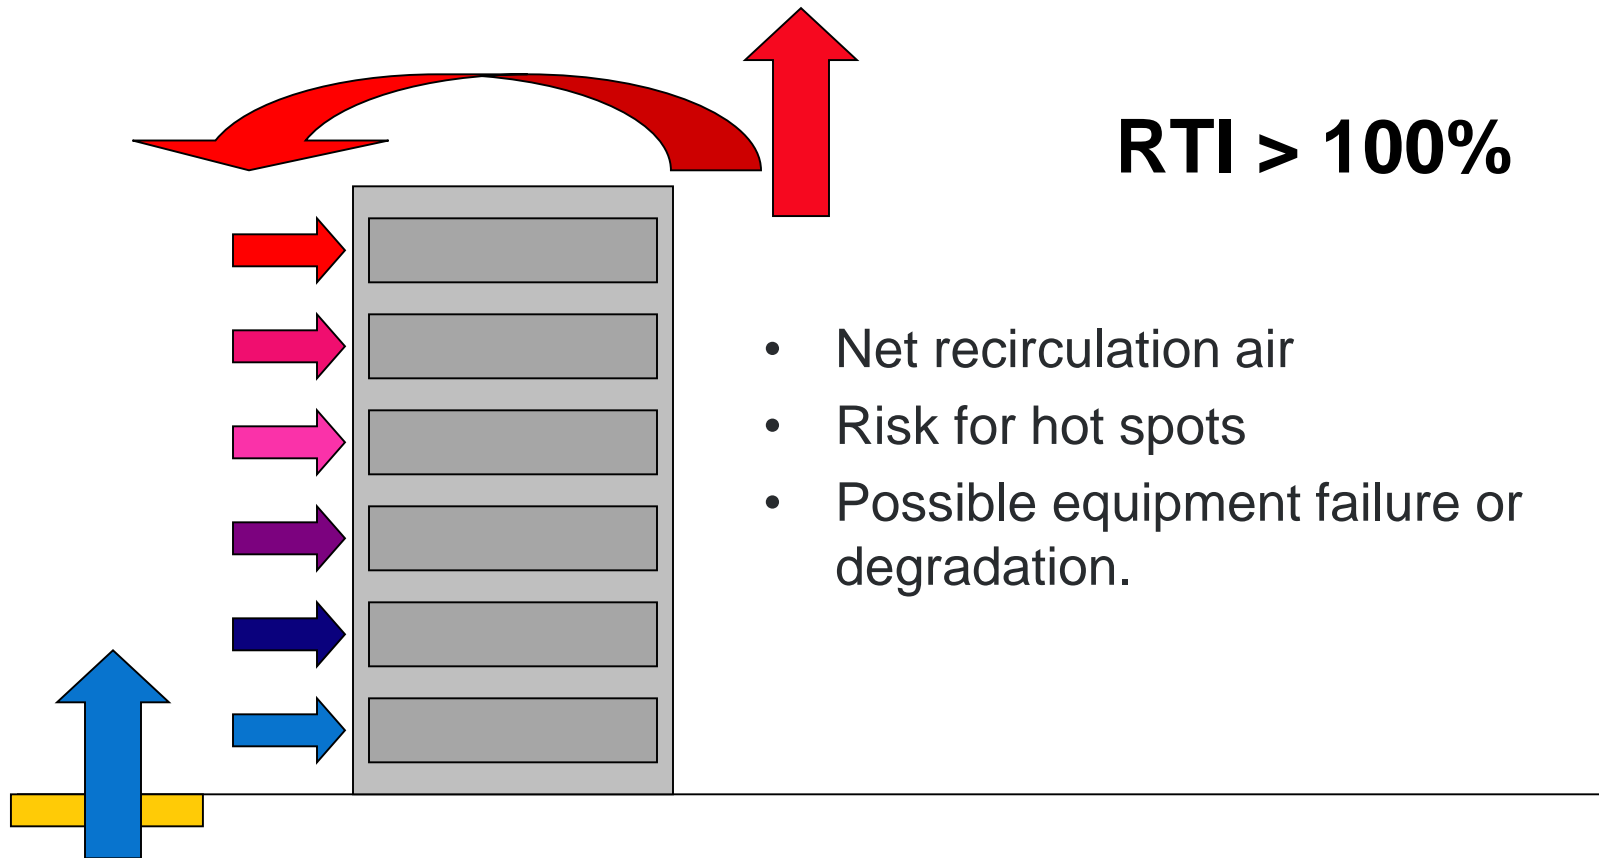 RTI > 100%
• Net recirculation air
• Risk for hot spots
• Possible equipment failure or
degradation.